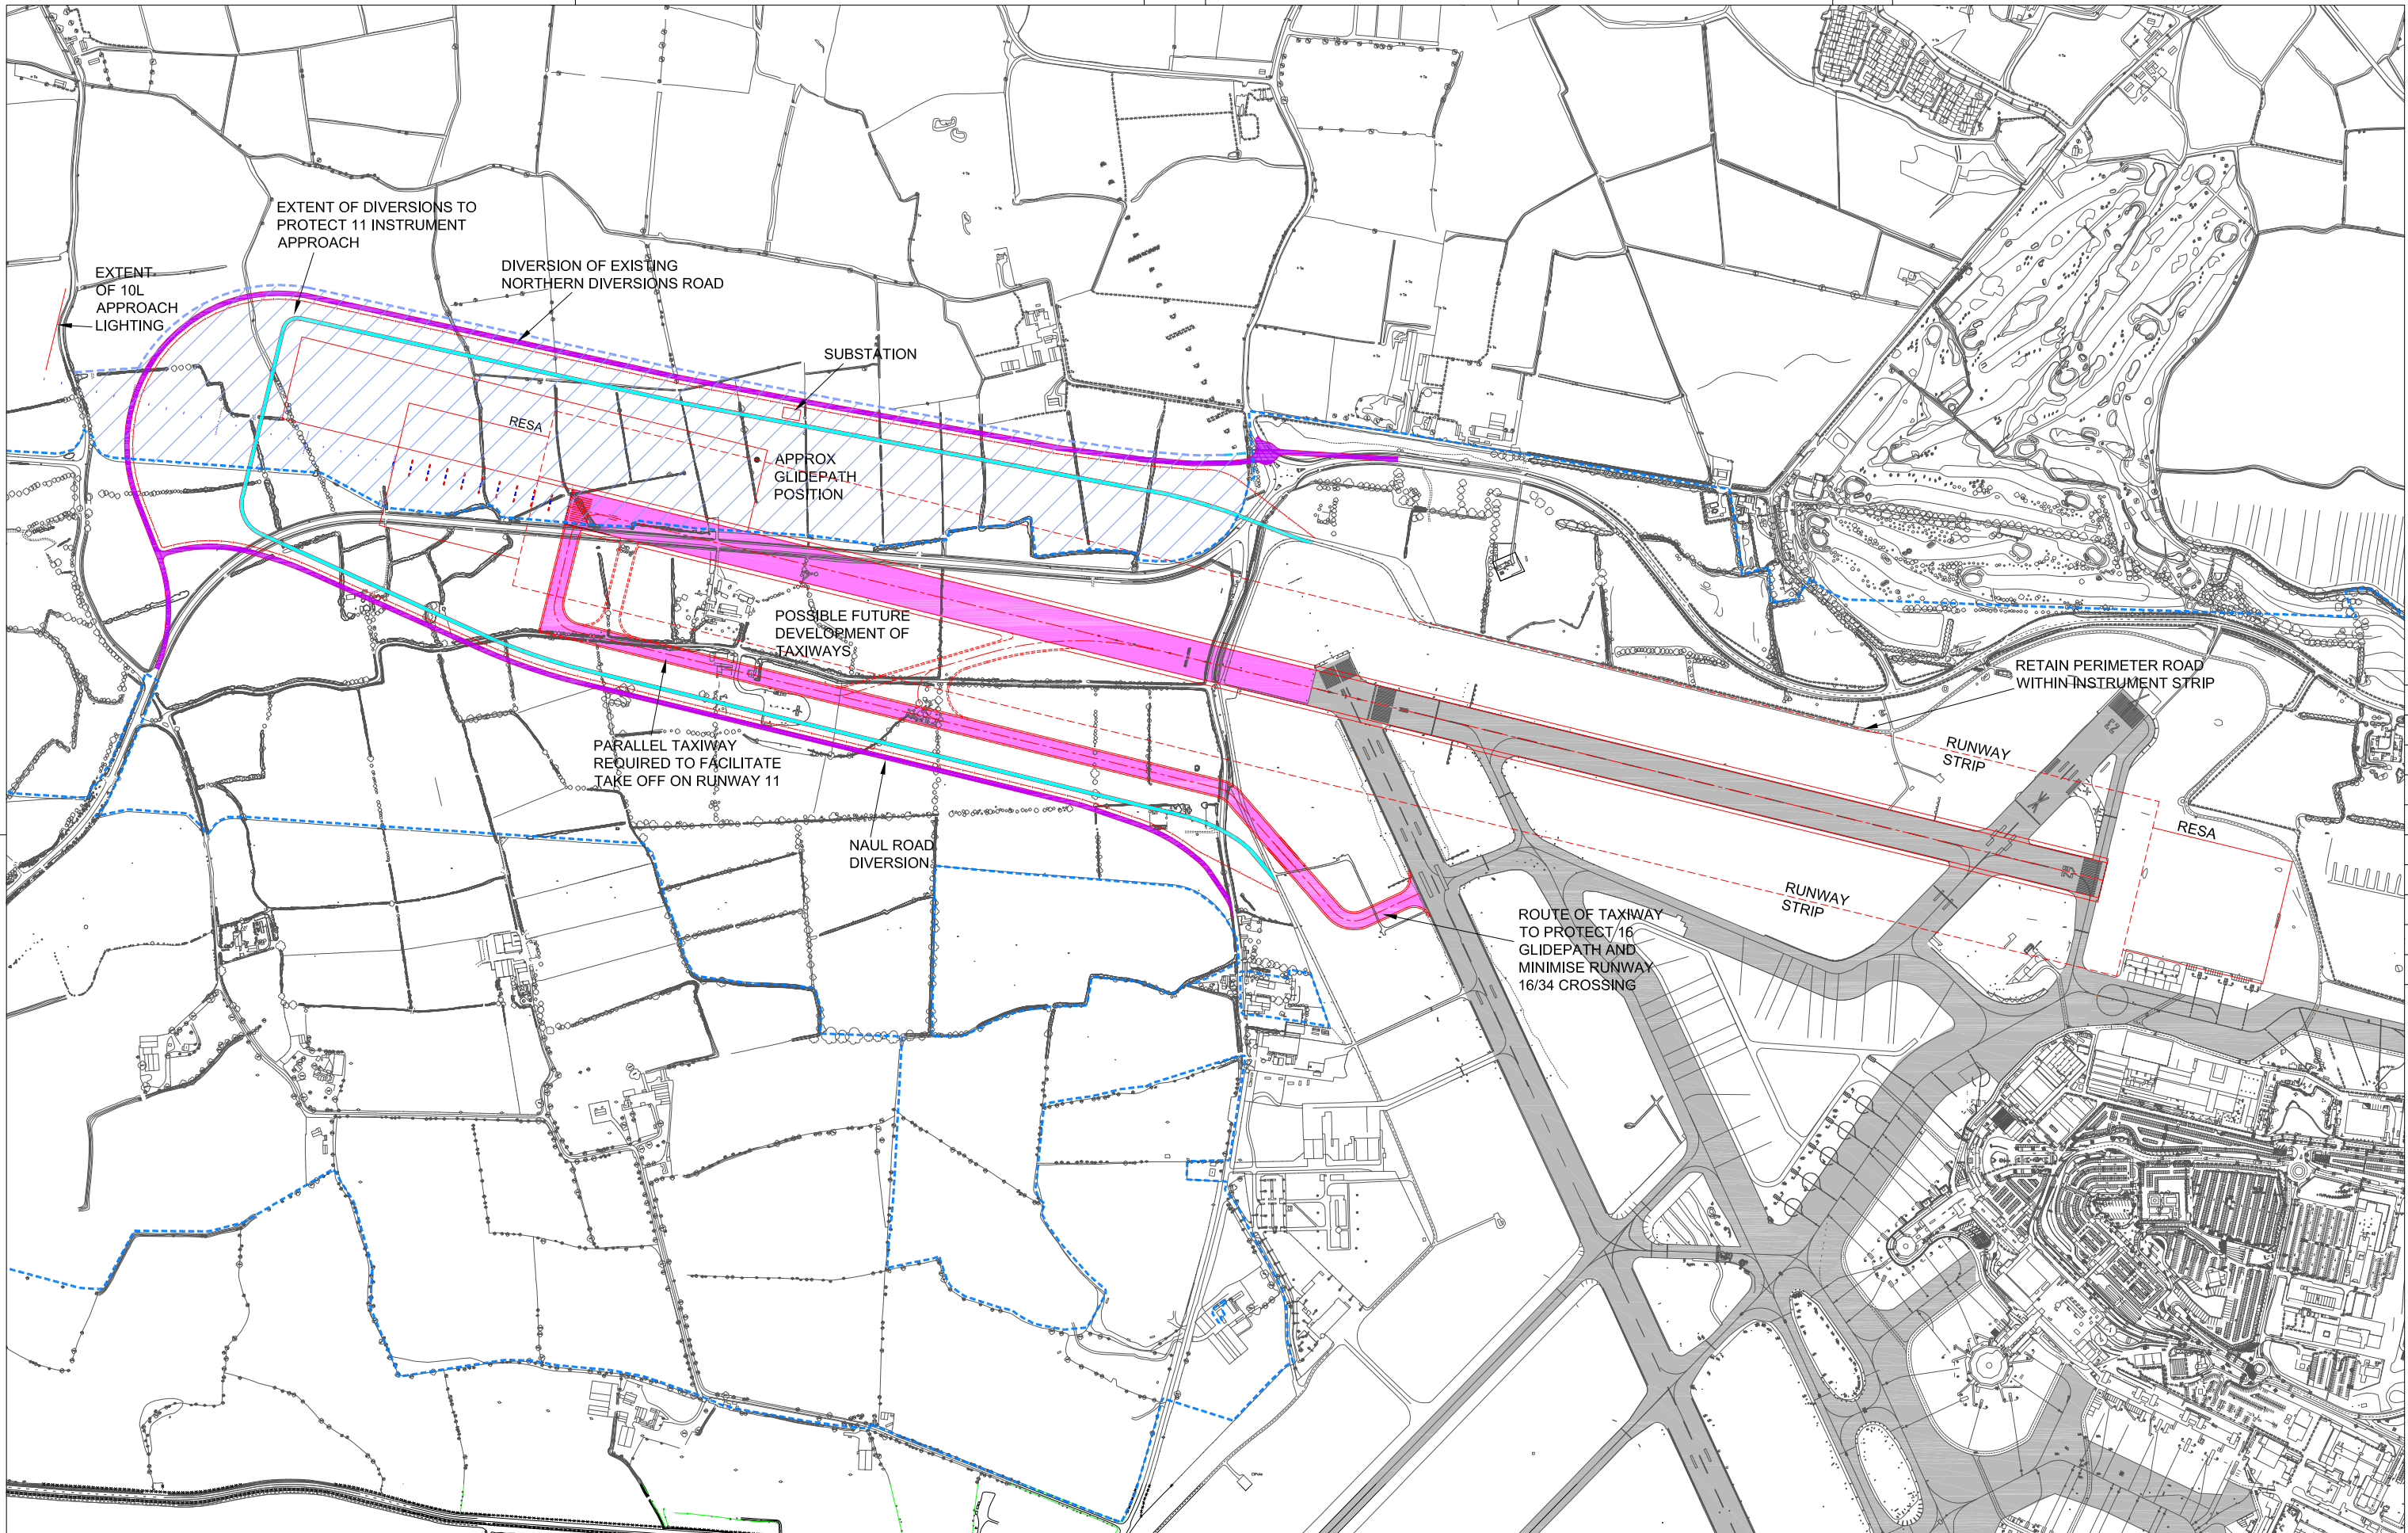 EXTENT OF DIVERSIONS TO
PROTECT 11 INSTRUMENT
APPROACH
EXTENT
OF 10L
APPROACH
LIGHTING
DIVERSION OF EXISTING
NORTHERN DIVERSIONS ROAD
SUBSTATION
RESA
APPROX
GLIDEPATH
POSITION
POSSIBLE FUTURE
DEVELOPMENT OF
TAXIWAYS
RETAIN PERIMETER ROAD
WITHIN INSTRUMENT STRIP
RUNWAY
STRIP
PARALLEL TAXIWAY
REQUIRED TO FACILITATE
TAKE OFF ON RUNWAY 11
NAUL ROAD
DIVERSION
RESA
RUNWAY
STRIP
ROUTE OF TAXIWAY
TO PROTECT 16
GLIDEPATH AND
MINIMISE RUNWAY
16/34 CROSSING
23